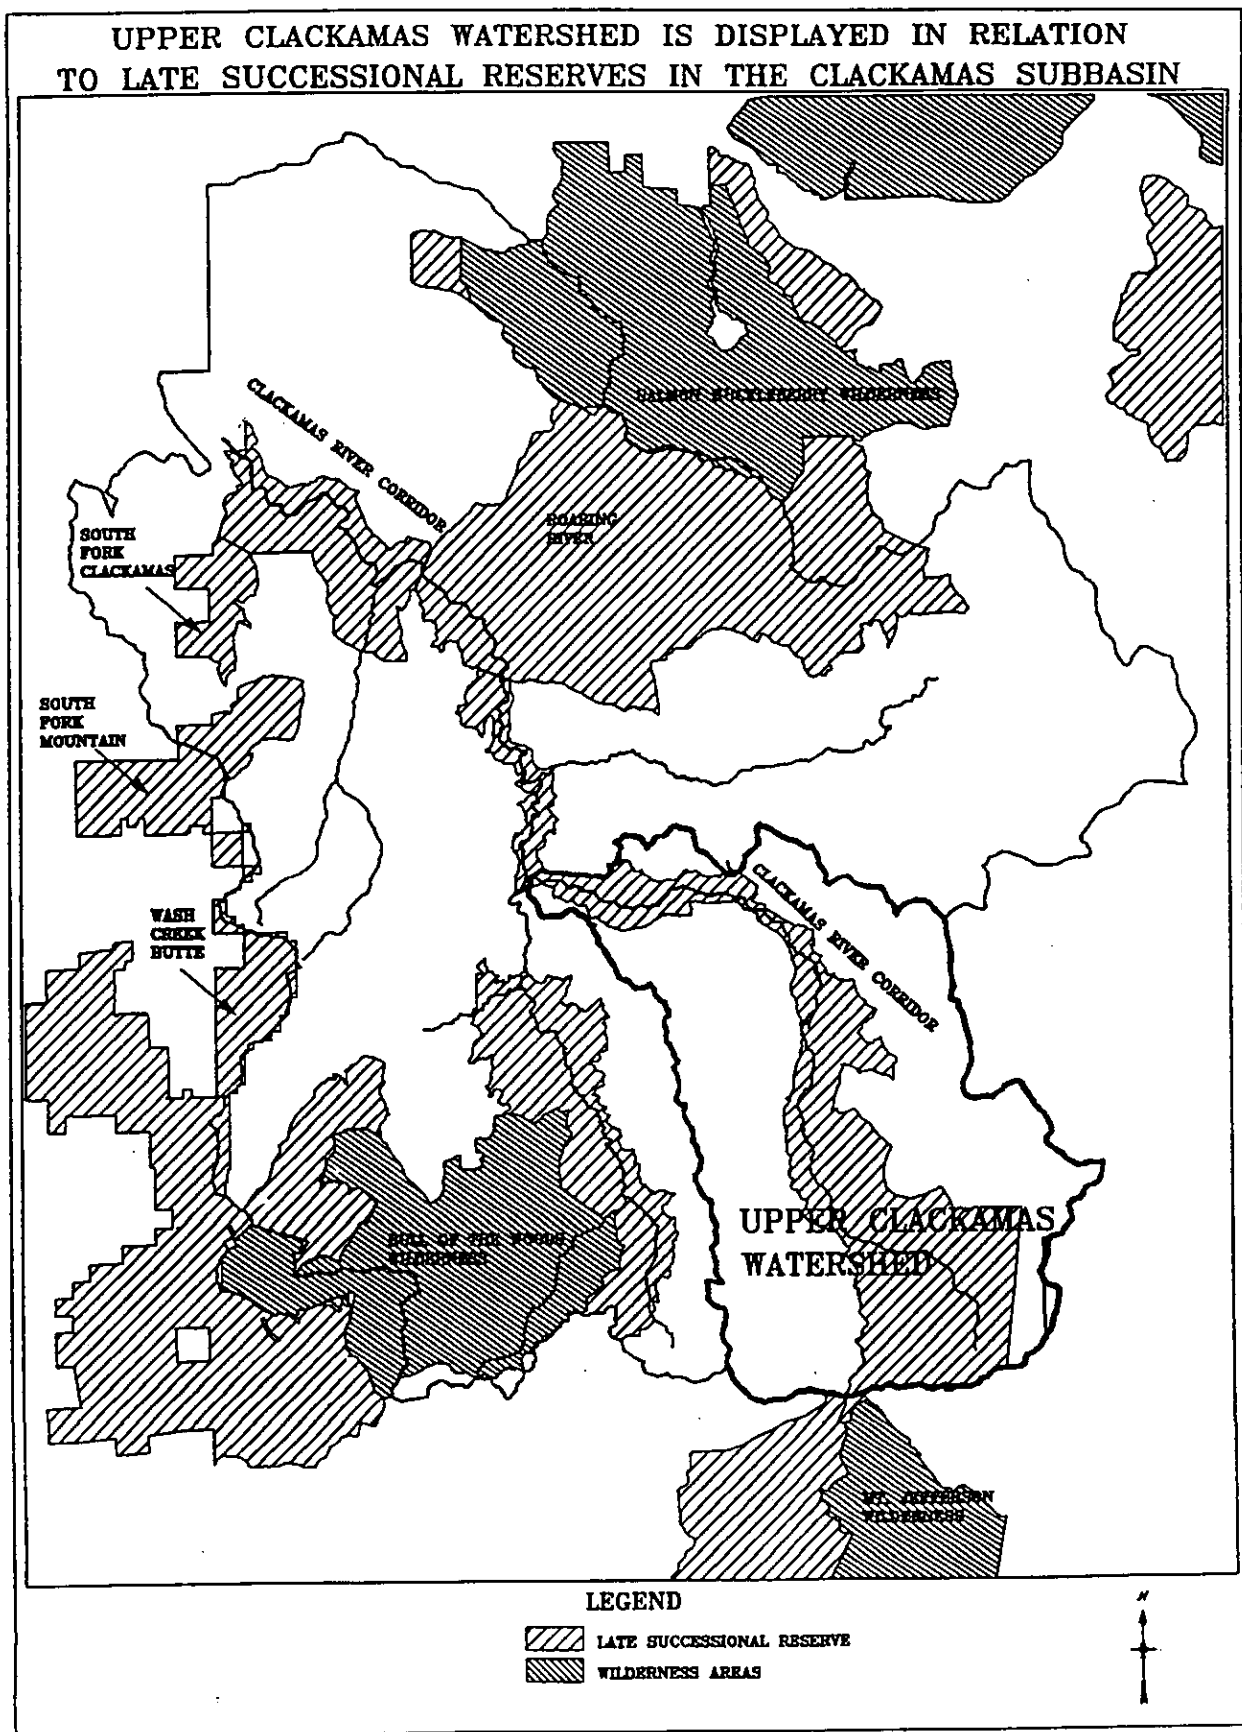 UPPER CLACKAMAS WATERSHED IS DISPLAYED IN RELATION
TO LATE SUCCESSIONAL RESERVES IN THE CLACKAMAS SUBBASIN
SALMON HUCKLEBERRY WILDERNESS
CLACKAMAS RIVER CORRIDOR
ROARING
RIVER
SOUTH
FORK
CLACKAMAS
SOUTH
FORK
MOUNTAIN
CLACKAMAS RIVER CORRIDOR
WASH
CREEK
BUTTE
UPPER CLACKAMAS
WATERSHED
BULL OF THE WOODS
WILDERNESS
MT. JEFFERSON
WILDERNESS
LEGEND
LATE SUCCESSIONAL RESERVE
WILDERNESS AREAS
N